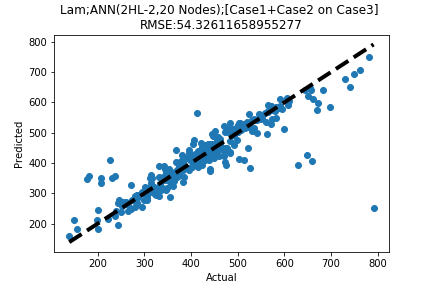 Lam;ANN(2HL-2,20 Nodes);[Case1+Case2 on Case3]
RMSE:54.32611658955277
800
700
600
500
400
300
200
Predicted
200 300 400 500 600 700 800
Actual